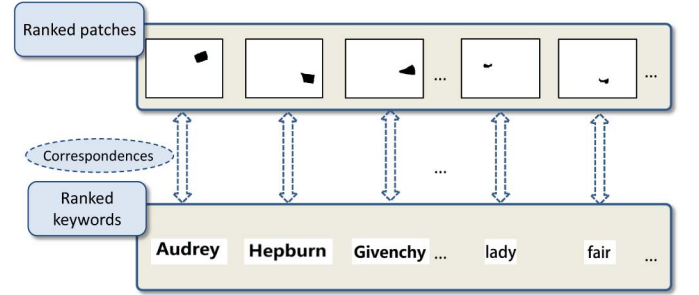 Ranked patches
...
...
Correspondences
...
Ranked
keywords
Audrey Hepburn Givenchy ... lady fair ...